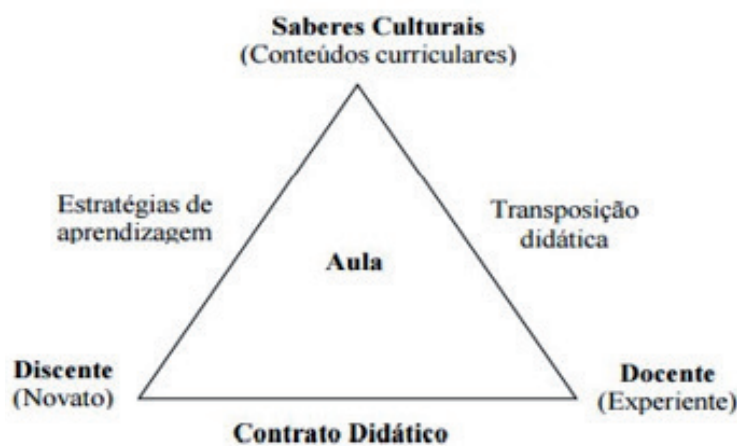 Saberes Culturais
(Conteúdos curriculares)
Estratégias de
aprendizagem
Transposição
didática
Aula
Discente
(Novato)
Docente
(Experiente)
Contrato Didático